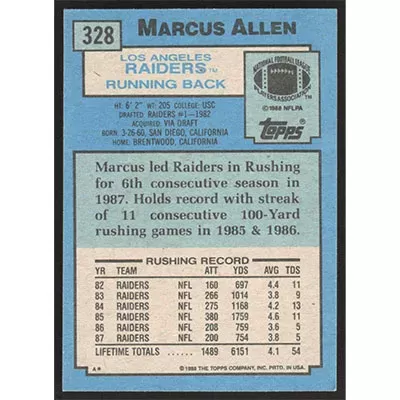 328
MARCUS ALLEN
LOS ANGELES
RAIDERS™
RUNNING BACK
NATIONAL FOOTBALL LEAGUE
PLAYERS ASSOCIATION
© 1988 NFLPA
Topps
HT: 6' 2" WT: 205 COLLEGE: USC
DRAFTED: RAIDERS #1-1982
ACQUIRED: VIA DRAFT
BORN: 3-26-60, SAN DIEGO, CALIFORNIA
HOME: BRENTWOOD, CALIFORNIA
Marcus led Raiders in Rushing
for 6th consecutive season in
1987. Holds record with streak
of 11 consecutive 100-Yard
rushing games in 1985 & 1986.
RUSHING RECORD
YR TEAM ATT YDS AVG TDS
82 RAIDERS NFL 160 697 4.4 11
83 RAIDERS NFL 266 1014 3.8 9
84 RAIDERS NFL 275 1168 4.2 13
85 RAIDERS NFL 380 1759 4.6 11
86 RAIDERS NFL 208 759 3.6 5
87 RAIDERS NFL 200 754 3.8 5
LIFETIME TOTALS ..... 1489 6151 4.1 54
A* © 1988 THE TOPPS COMPANY, INC. PRTD. IN USA.